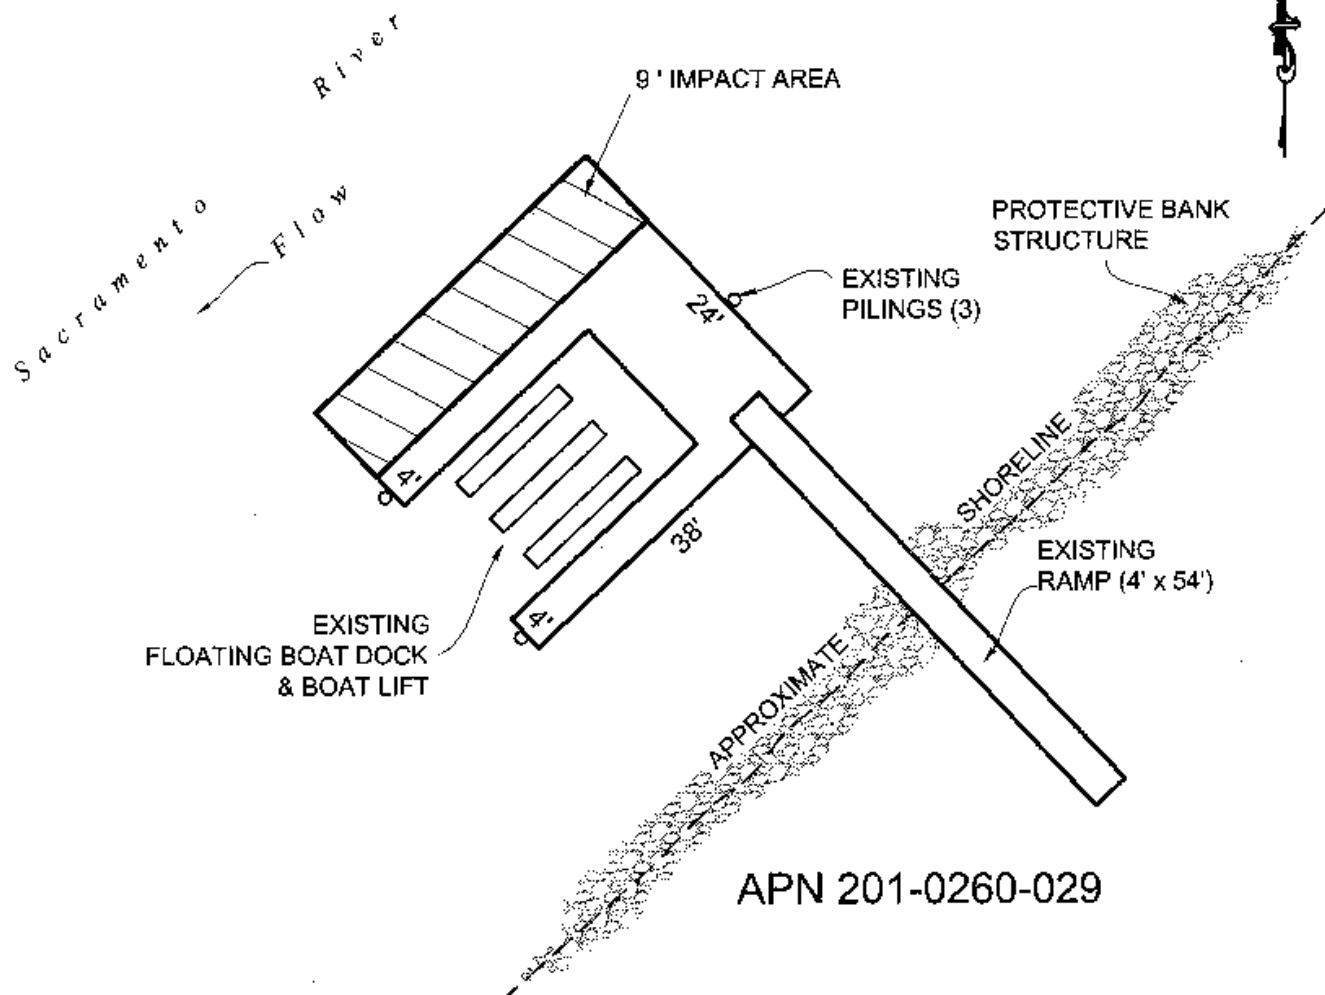 Sacramento River
Flow
9 ' IMPACT AREA
PROTECTIVE BANK
STRUCTURE
EXISTING
PILINGS (3)
24'
4'
38'
4'
SHORELINE
APPROXIMATE
EXISTING
RAMP (4' x 54')
EXISTING
FLOATING BOAT DOCK
& BOAT LIFT
APN 201-0260-029